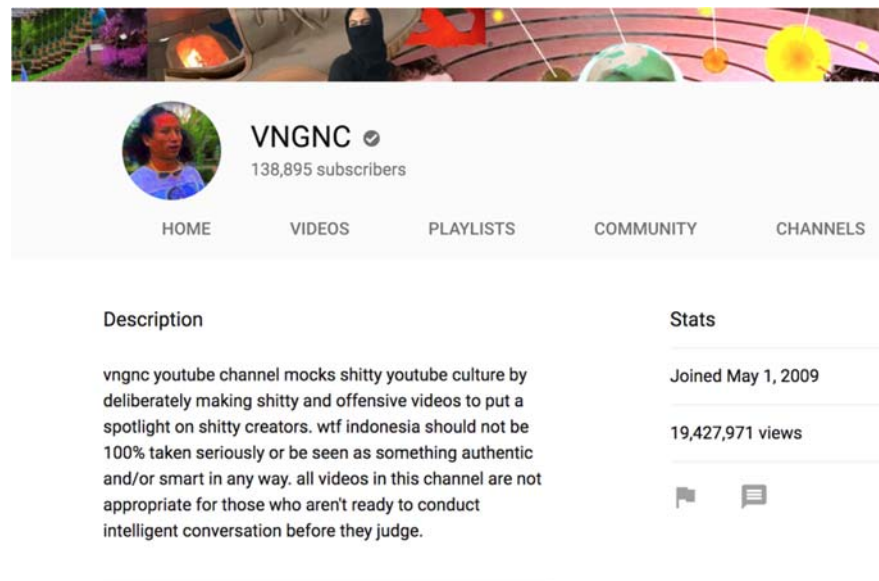 VNGNC
138,895 subscribers
HOME VIDEOS PLAYLISTS COMMUNITY CHANNELS
Description
vngnc youtube channel mocks shitty youtube culture by
deliberately making shitty and offensive videos to put a
spotlight on shitty creators. wtf indonesia should not be
100% taken seriously or be seen as something authentic
and/or smart in any way. all videos in this channel are not
appropriate for those who aren't ready to conduct
intelligent conversation before they judge.
Stats
Joined May 1, 2009
19,427,971 views